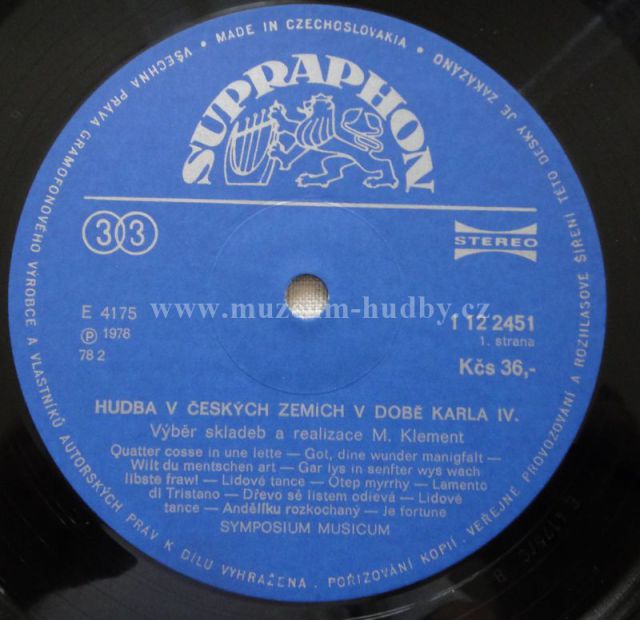 VŠECHNA PRÁVA GRAMOFONOVÉHO VÝROBCE A VLASTNÍKŮ AUTORSKÝCH PRÁV K DÍLU VYHRAŽENA . POŘIZOVÁNÍ KOPIÍ . VEŘEJNÉ PROVOZOVÁNÍ A ROZHLASOVÉ ŠÍŘENÍ TÉTO DESKY JE ZAKÁZÁNO
• MADE IN CZECHOSLOVAKIA •
SUPRAPHON
33
STEREO
E 4175
www.muzeum-hudby.cz
1 12 2451
Ⓟ 1978
1. strana
78 2
Kčs 36,-
HUDBA V ČESKÝCH ZEMÍCH V DOBĚ KARLA IV.
Výběr skladeb a realizace M. Klement
Quatter cosse in une lette — Got, dine wunder manigfalt —
Wilt du mentschen art — Gar lys in senfter wys wach
libste frawl — Lidové tance — Otep myrrhy — Lamento
di Tristano — Dřevo sě listem odievá — Lidové
tance — Andělíku rozkochaný — Je fortune
SYMPOSIUM MUSICUM
E 4175/C B